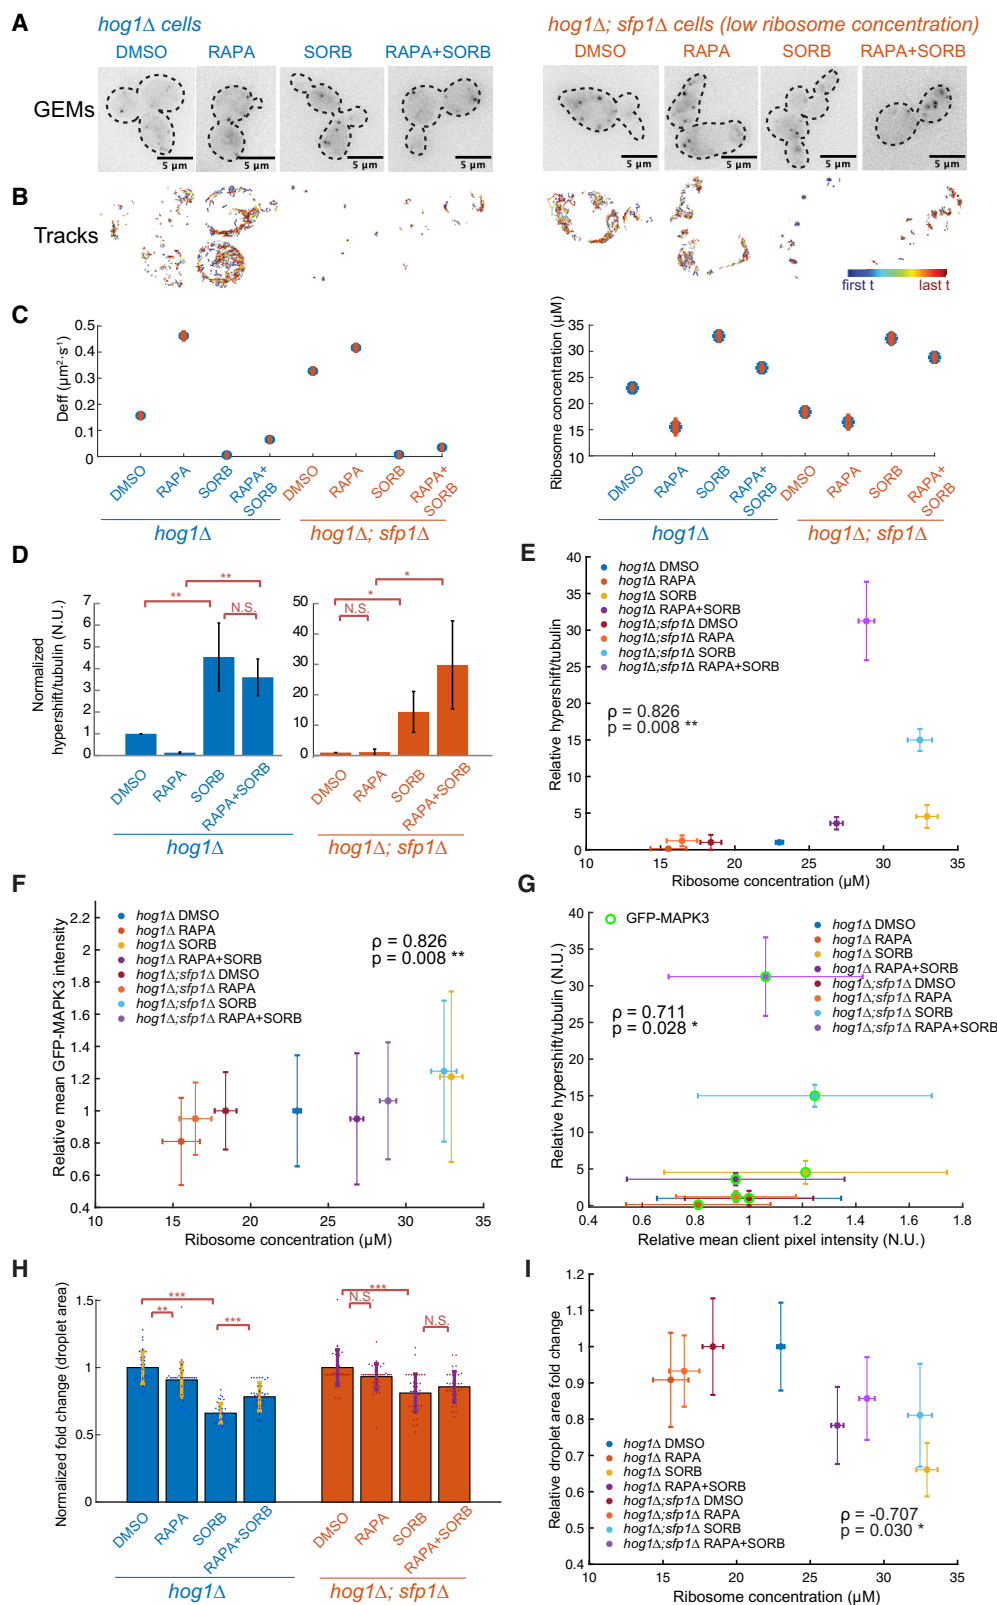 A
hog1Δ cells
hog1Δ; sfp1Δ cells (low ribosome concentration)
DMSO RAPA SORB RAPA+SORB
DMSO RAPA SORB RAPA+SORB
GEMs
5 μm 5 μm 5 μm 5 μm
5 μm 5 μm 5 μm 5 μm
B
Tracks
first t last t
C
Deff (μm²·s⁻¹)
0.5
0.4
0.3
0.2
0.1
0
DMSO RAPA SORB RAPA+ SORB DMSO RAPA SORB RAPA+ SORB
hog1Δ hog1Δ; sfp1Δ
Ribosome concentration (μM)
35
30
25
20
15
10
DMSO RAPA SORB RAPA+ SORB DMSO RAPA SORB RAPA+ SORB
hog1Δ hog1Δ; sfp1Δ
D
Normalized
hypershift/tubulin (N.U.)
7
6
5
4
3
2
1
0
**
**
N.S.
DMSO RAPA SORB RAPA+SORB
hog1Δ
50
40
30
20
10
0
*
*
N.S.
DMSO RAPA SORB RAPA+SORB
hog1Δ; sfp1Δ
E
Relative hypershift/tubulin
40
35
30
25
20
15
10
5
0
hog1Δ DMSO
hog1Δ RAPA
hog1Δ SORB
hog1Δ RAPA+SORB
hog1Δ;sfp1Δ DMSO
hog1Δ;sfp1Δ RAPA
hog1Δ;sfp1Δ SORB
hog1Δ;sfp1Δ RAPA+SORB
ρ = 0.826
p = 0.008 **
10 15 20 25 30 35
Ribosome concentration (μM)
F
Relative mean GFP-MAPK3 intensity
2.2
2
1.8
1.6
1.4
1.2
1
0.8
0.6
0.4
hog1Δ DMSO
hog1Δ RAPA
hog1Δ SORB
hog1Δ RAPA+SORB
hog1Δ;sfp1Δ DMSO
hog1Δ;sfp1Δ RAPA
hog1Δ;sfp1Δ SORB
hog1Δ;sfp1Δ RAPA+SORB
ρ = 0.826
p = 0.008 **
10 15 20 25 30 35
Ribosome concentration (μM)
G
Relative hypershift/tubulin (N.U.)
40
35
30
25
20
15
10
5
0
GFP-MAPK3
hog1Δ DMSO
hog1Δ RAPA
hog1Δ SORB
hog1Δ RAPA+SORB
hog1Δ;sfp1Δ DMSO
hog1Δ;sfp1Δ RAPA
hog1Δ;sfp1Δ SORB
hog1Δ;sfp1Δ RAPA+SORB
ρ = 0.711
p = 0.028 *
0.4 0.6 0.8 1.0 1.2 1.4 1.6 1.8
Relative mean client pixel intensity (N.U.)
H
Normalized fold change (droplet area)
1.5
1
0.5
0
***
**
***
***
N.S.
N.S.
DMSO RAPA SORB RAPA+SORB DMSO RAPA SORB RAPA+SORB
hog1Δ hog1Δ; sfp1Δ
I
Relative droplet area fold change
1.2
1.1
1
0.9
0.8
0.7
0.6
0.5
0.4
hog1Δ DMSO
hog1Δ RAPA
hog1Δ SORB
hog1Δ RAPA+SORB
hog1Δ;sfp1Δ DMSO
hog1Δ;sfp1Δ RAPA
hog1Δ;sfp1Δ SORB
hog1Δ;sfp1Δ RAPA+SORB
ρ = -0.707
p = 0.030 *
10 15 20 25 30 35
Ribosome concentration (μM)